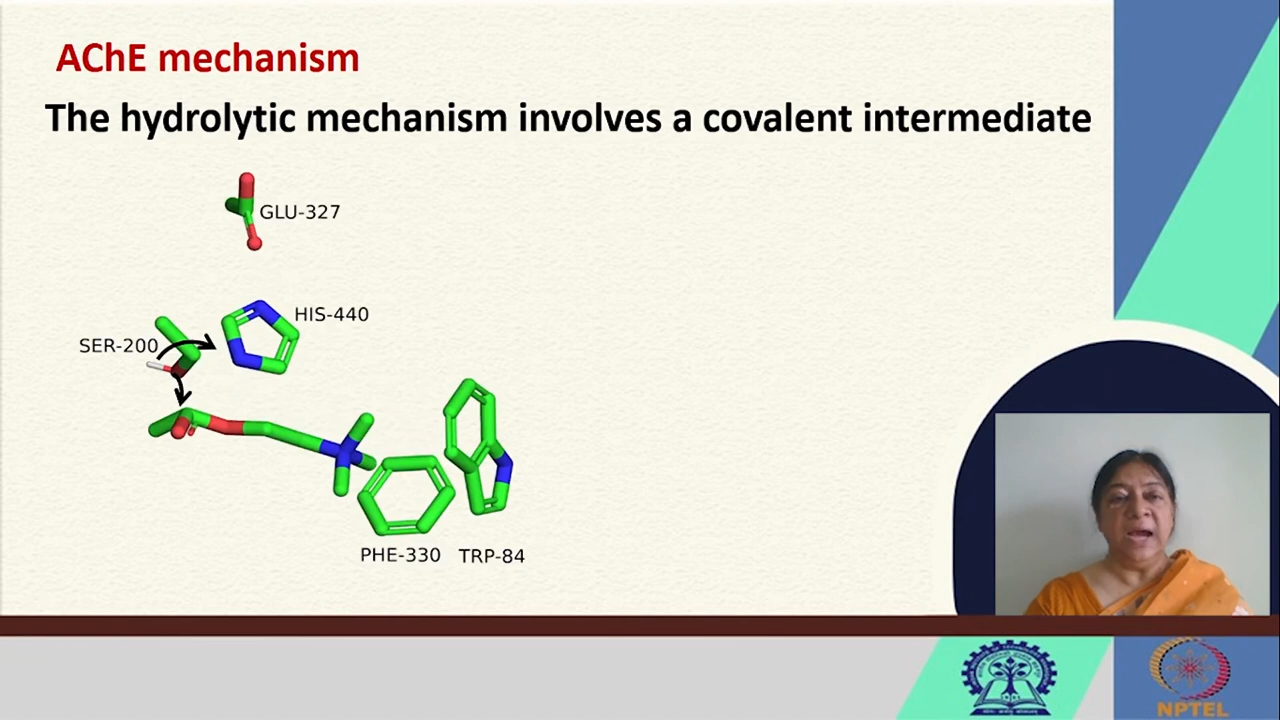 AChE mechanism
The hydrolytic mechanism involves a covalent intermediate
GLU-327
HIS-440
SER-200
PHE-330
TRP-84
NPTEL